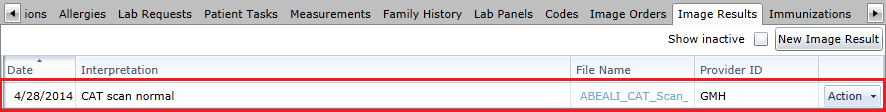 ions Allergies Lab Requests Patient Tasks Measurements Family History Lab Panels Codes Image Orders Image Results Immunizations
Show inactive New Image Result
Date Interpretation File Name Provider ID
4/28/2014 CAT scan normal ABEALI_CAT_Scan_ GMH Action